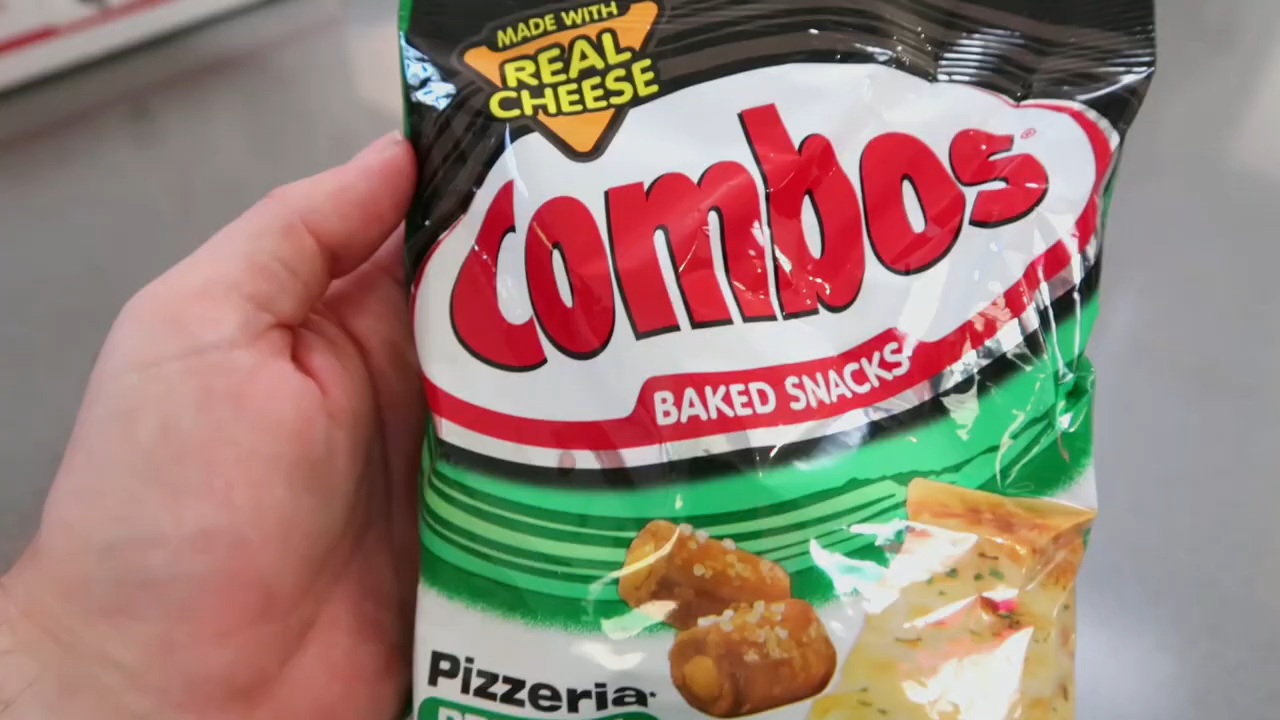 MADE WITH
REAL
CHEESE
Combos®
BAKED SNACKS
Pizzeria